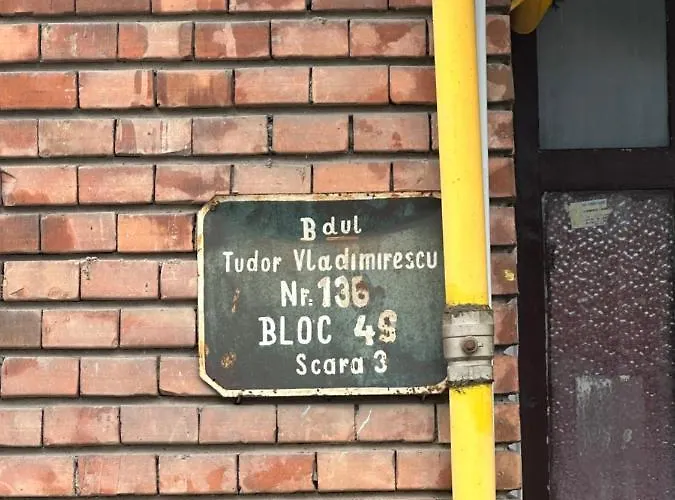 Bdul
Tudor Vladimirescu
Nr. 136
BLOC 49
Scara 3